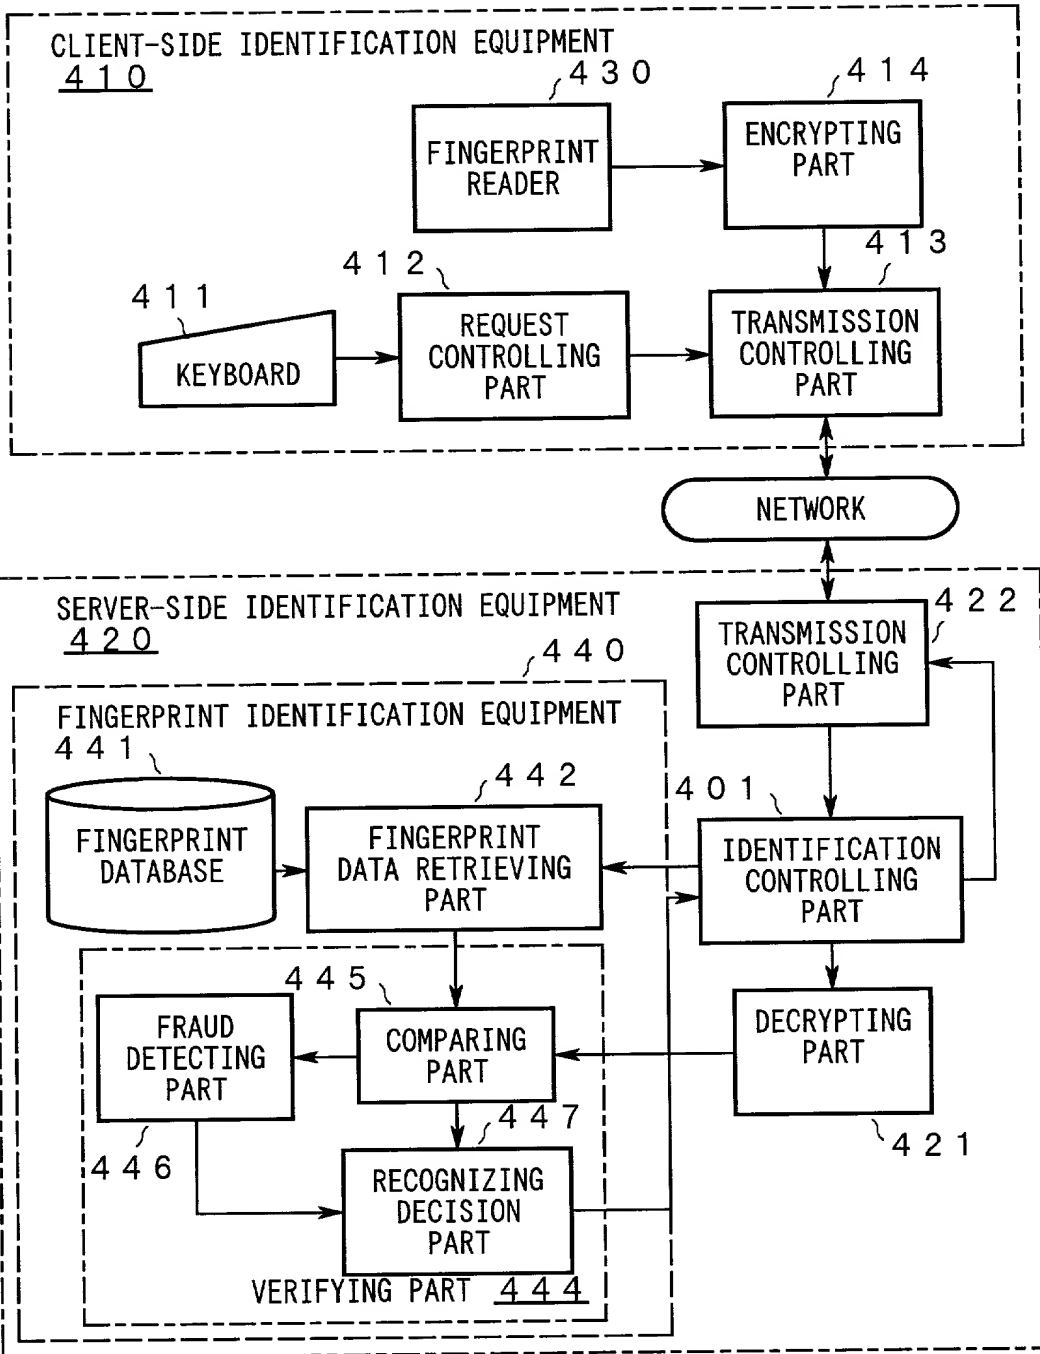 CLIENT-SIDE IDENTIFICATION EQUIPMENT
410
430
414
FINGERPRINT
READER
ENCRYPTING
PART
413
412
411
KEYBOARD
REQUEST
CONTROLLING
PART
TRANSMISSION
CONTROLLING
PART
NETWORK
SERVER-SIDE IDENTIFICATION EQUIPMENT
420
422
TRANSMISSION
CONTROLLING
PART
440
FINGERPRINT IDENTIFICATION EQUIPMENT
441
442
401
FINGERPRINT
DATABASE
FINGERPRINT
DATA RETRIEVING
PART
IDENTIFICATION
CONTROLLING
PART
445
FRAUD
DETECTING
PART
COMPARING
PART
DECRYPTING
PART
447
446
421
RECOGNIZING
DECISION
PART
VERIFYING PART 444